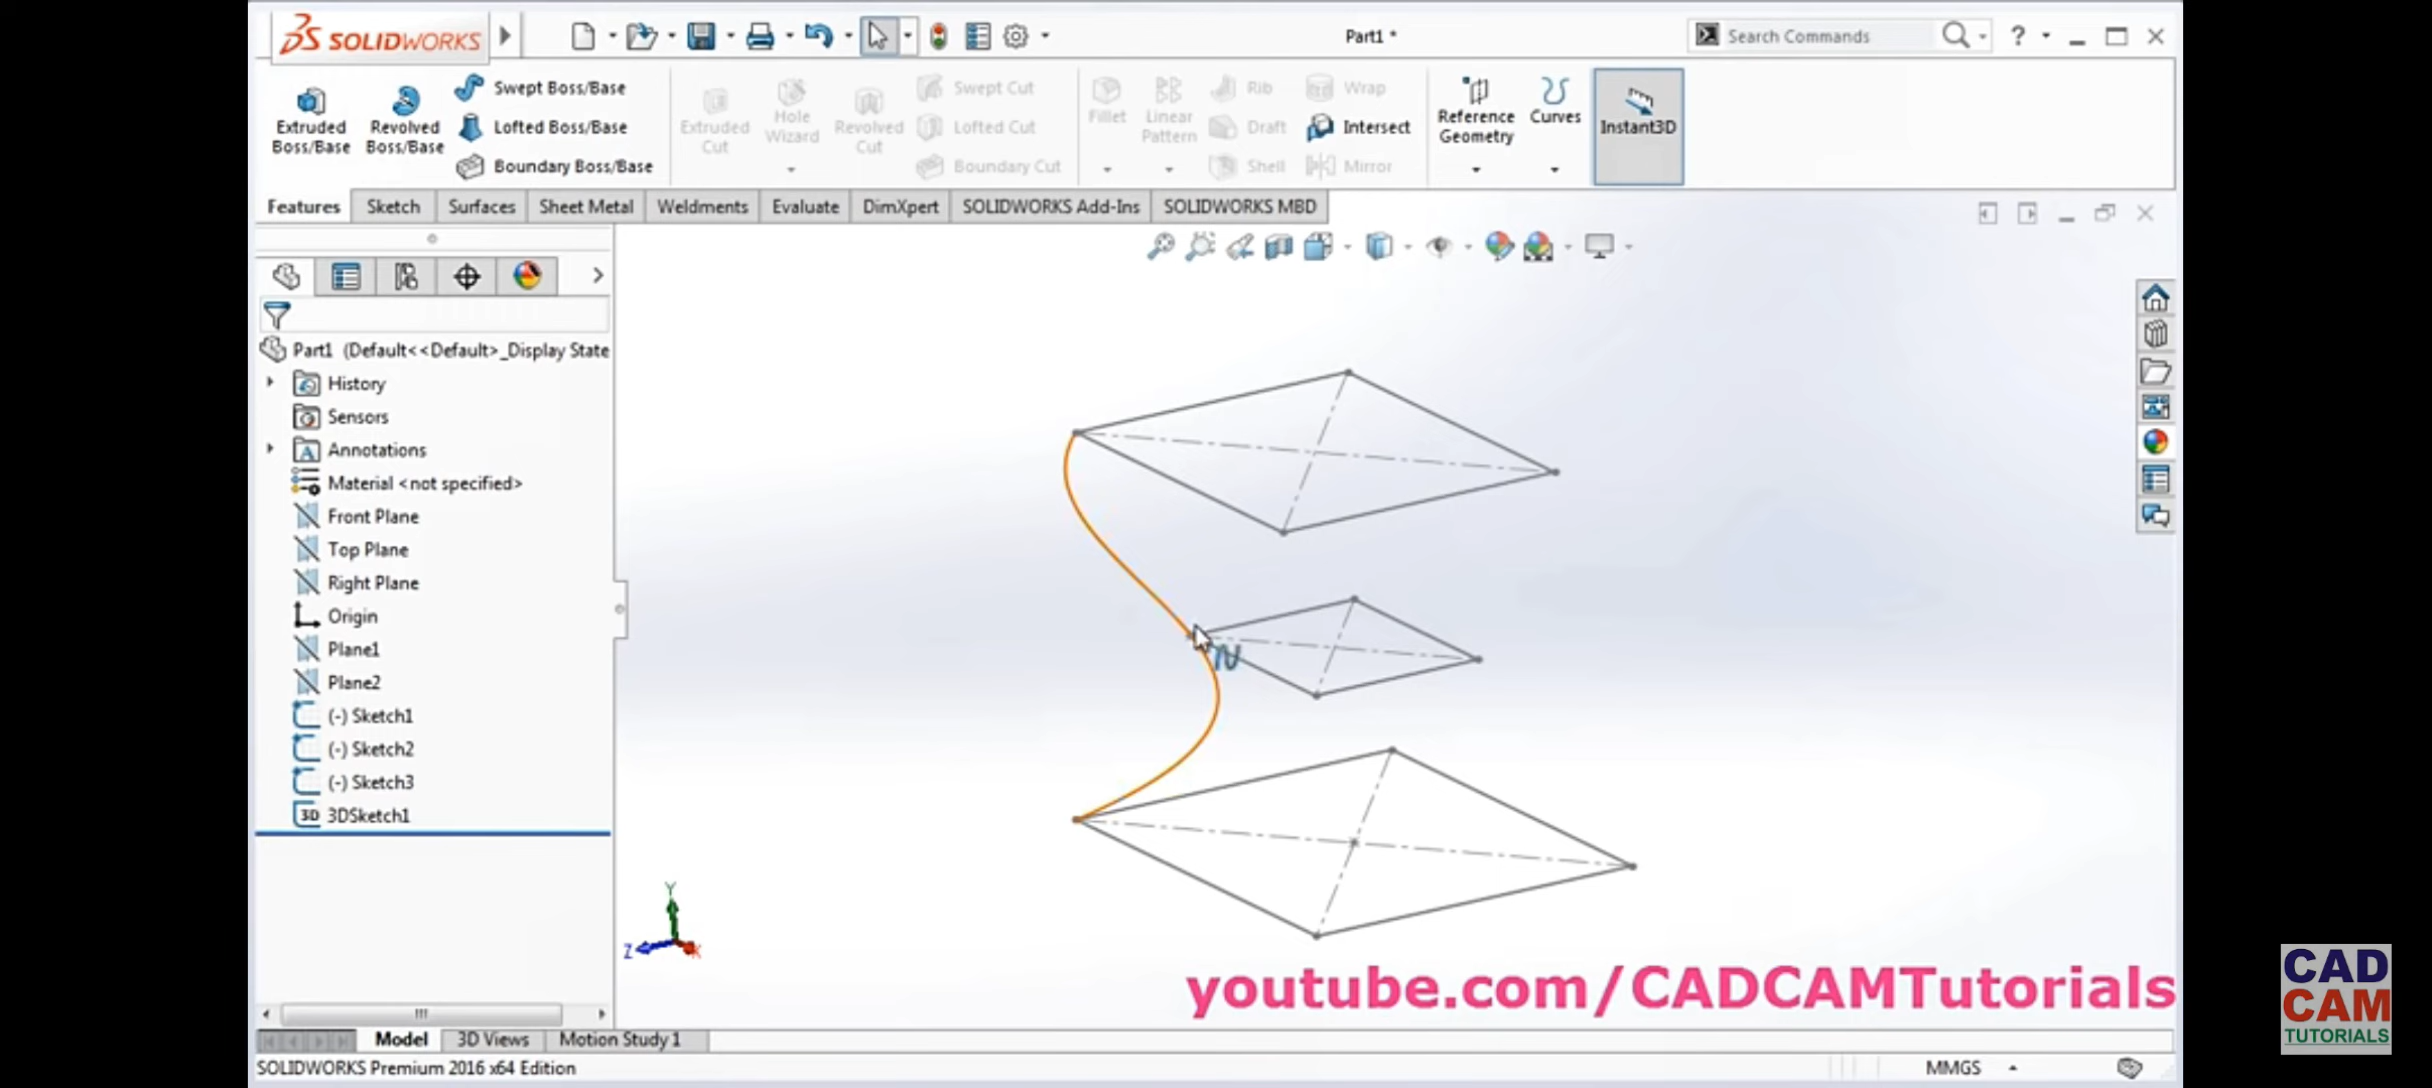 SOLIDWORKS
Part1 *
Search Commands
?
Extruded Boss/Base
Revolved Boss/Base
Swept Boss/Base
Lofted Boss/Base
Boundary Boss/Base
Extruded Cut
Hole Wizard
Revolved Cut
Swept Cut
Lofted Cut
Boundary Cut
Fillet
Linear Pattern
Rib
Draft
Shell
Wrap
Intersect
Mirror
Reference Geometry
Curves
Instant3D
Features
Sketch
Surfaces
Sheet Metal
Weldments
Evaluate
DimXpert
SOLIDWORKS Add-Ins
SOLIDWORKS MBD
Part1 (Default<<Default>_Display State
History
Sensors
Annotations
Material <not specified>
Front Plane
Top Plane
Right Plane
Origin
Plane1
Plane2
(-) Sketch1
(-) Sketch2
(-) Sketch3
3D 3DSketch1
Y
Z
X
youtube.com/CADCAMTutorials
CAD
CAM
TUTORIALS
Model
3D Views
Motion Study 1
SOLIDWORKS Premium 2016 x64 Edition
MMGS